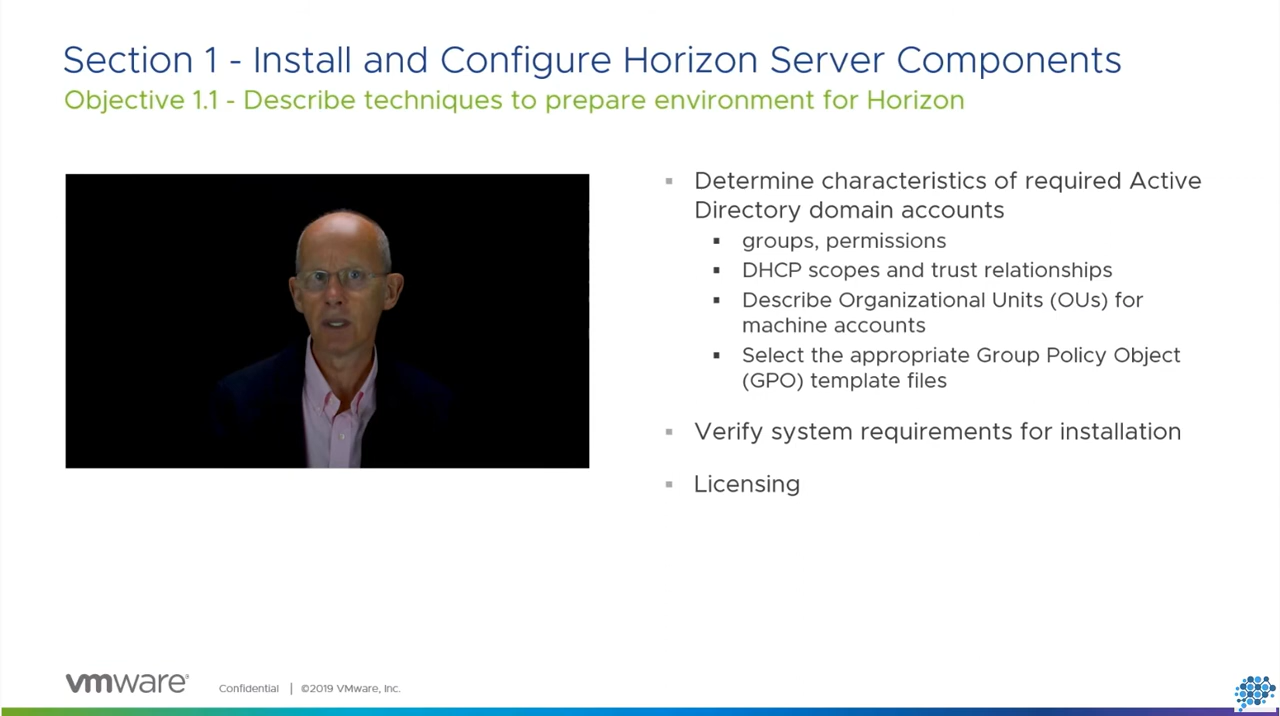 Section 1 - Install and Configure Horizon Server Components
Objective 1.1 - Describe techniques to prepare environment for Horizon
Determine characteristics of required Active
Directory domain accounts
groups, permissions
DHCP scopes and trust relationships
Describe Organizational Units (OUs) for
machine accounts
Select the appropriate Group Policy Object
(GPO) template files
Verify system requirements for installation
Licensing
vmware®
Confidential | ©2019 VMware, Inc.